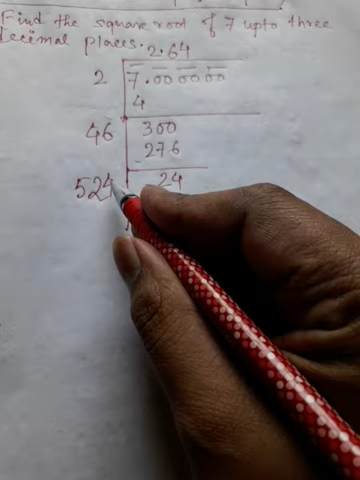 Find the square root of 7 upto three
decimal places.
2.64
2 7.00 00 00
4
46 300
276
524 24